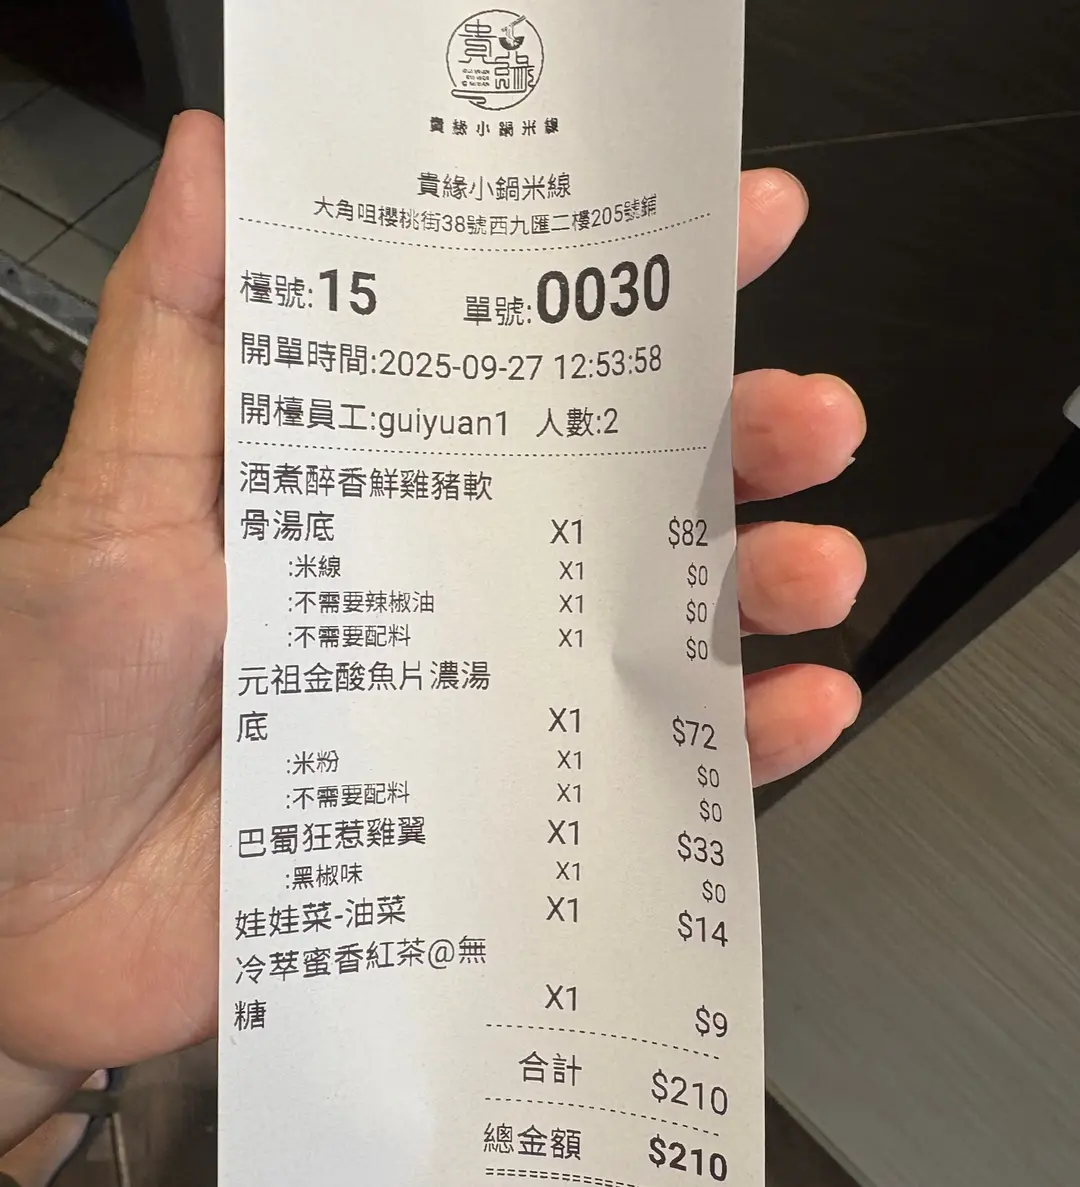 貴緣小鍋米線
貴緣小鍋米線
大角咀櫻桃街38號西九匯二樓205號鋪
檯號:15 單號:0030
開單時間:2025-09-27 12:53:58
開檯員工:guiyuan1 人數:2
酒煮醉香鮮雞豬軟
骨湯底 X1 $82
:米線 X1 $0
:不需要辣椒油 X1 $0
:不需要配料 X1 $0
元祖金酸魚片濃湯
底 X1 $72
:米粉 X1 $0
:不需要配料 X1 $0
巴蜀狂惹雞翼 X1 $33
:黑椒味 X1 $0
娃娃菜-油菜 X1 $14
冷萃蜜香紅茶@無
糖 X1 $9
合計 $210
總金額 $210